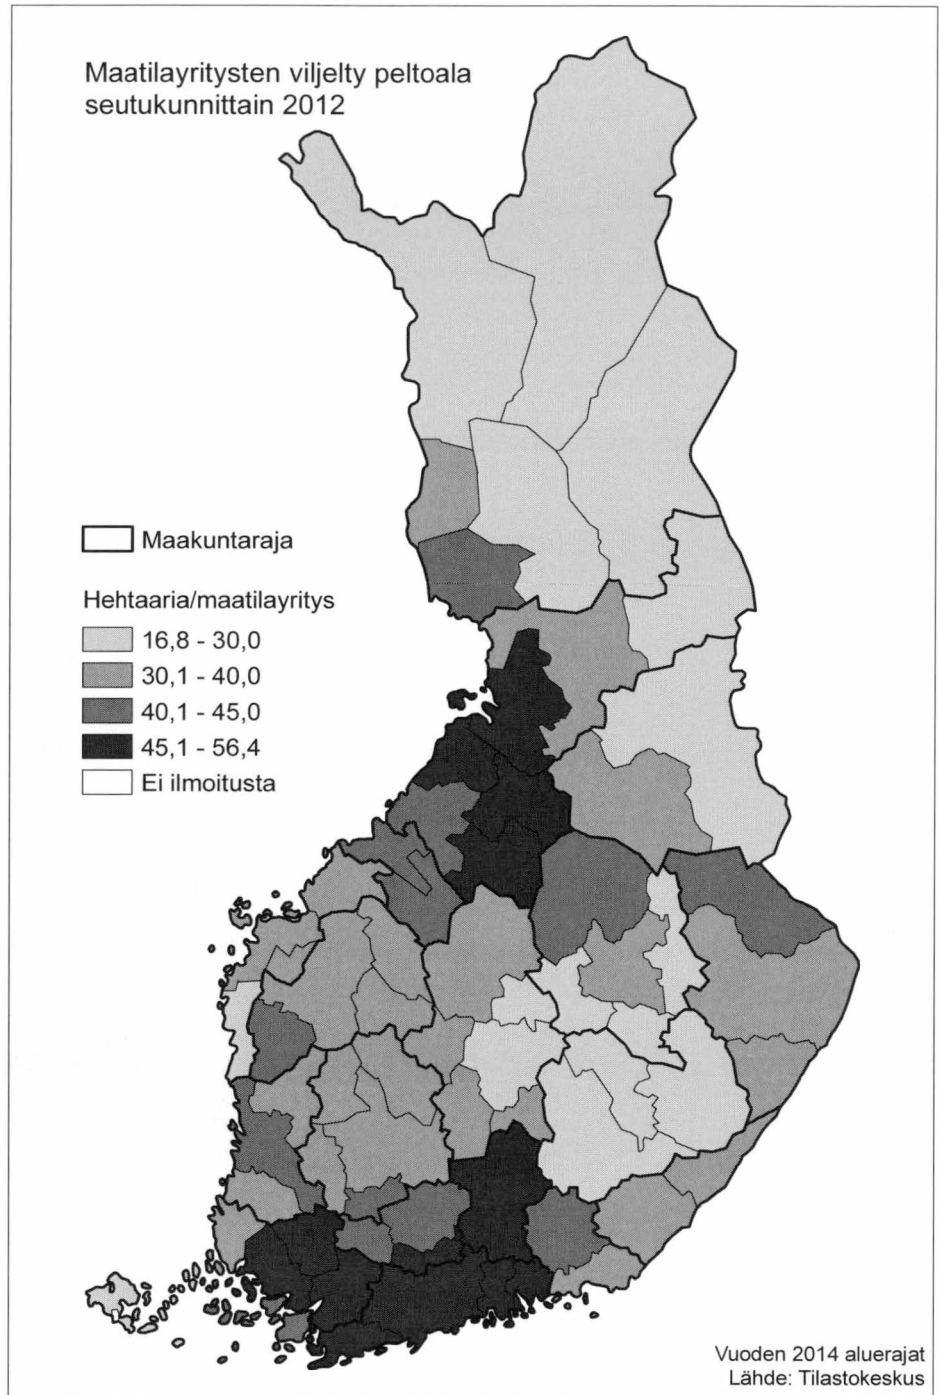 Maatilayritysten viljelty peltoala
seutukunnittain 2012
Maakuntaraja
Hehtaaria/maatilayritys
16,8 - 30,0
30,1 - 40,0
40,1 - 45,0
45,1 - 56,4
Ei ilmoitusta
Vuoden 2014 aluerajat
Lähde: Tilastokeskus